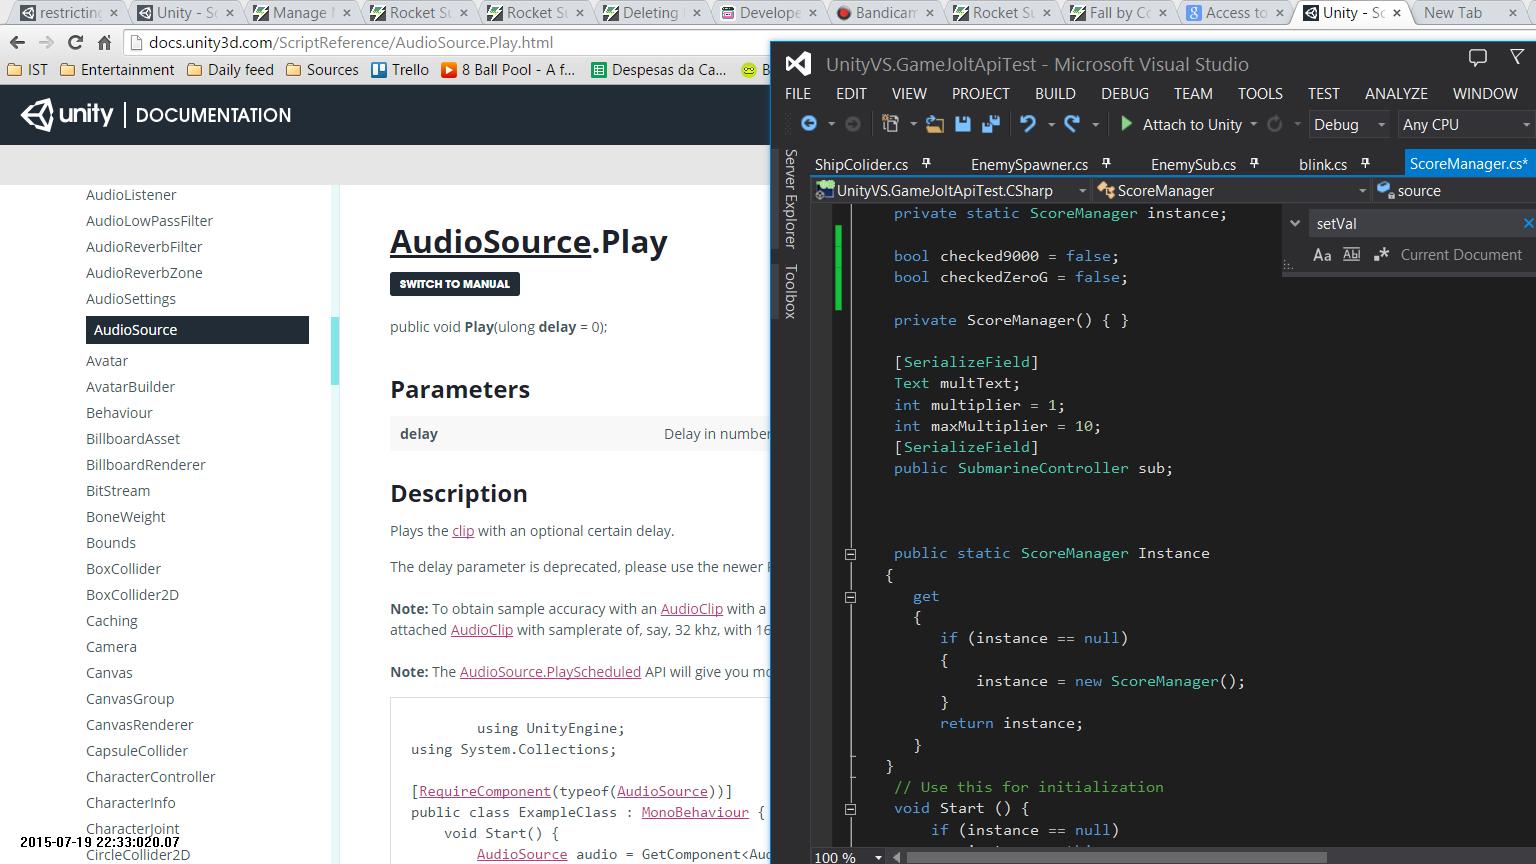 restricting
Unity - Sc
Manage
Rocket Su
Rocket Su
Deleting
Develope
Bandicam
Rocket Su
Fall by Co
Access to
Unity - Sc
New Tab
docs.unity3d.com/ScriptReference/AudioSource.Play.html
IST
Entertainment
Daily feed
Sources
Trello
8 Ball Pool - A f...
Despesas da Ca...
B
unity | DOCUMENTATION
AudioListener
AudioLowPassFilter
AudioReverbFilter
AudioReverbZone
AudioSettings
AudioSource
Avatar
AvatarBuilder
Behaviour
BillboardAsset
BillboardRenderer
BitStream
BoneWeight
Bounds
BoxCollider
BoxCollider2D
Caching
Camera
Canvas
CanvasGroup
CanvasRenderer
CapsuleCollider
CharacterController
CharacterInfo
CharacterJoint
CircleCollider2D
2015-07-19 22:33:020.07
AudioSource.Play
SWITCH TO MANUAL
public void Play(ulong delay = 0);
Parameters
delay
Delay in number
Description
Plays the clip with an optional certain delay.
The delay parameter is deprecated, please use the newer
Note: To obtain sample accuracy with an AudioClip with a
attached AudioClip with samplerate of, say, 32 khz, with 16
Note: The AudioSource.PlayScheduled API will give you mo
using UnityEngine;
using System.Collections;
[RequireComponent(typeof(AudioSource))]
public class ExampleClass : MonoBehaviour {
void Start() {
AudioSource audio = GetComponent<Aud
UnityVS.GameJoltApiTest - Microsoft Visual Studio
FILE EDIT VIEW PROJECT BUILD DEBUG TEAM TOOLS TEST ANALYZE WINDOW
Attach to Unity
Debug
Any CPU
Server Explorer
Toolbox
ShipColider.cs
EnemySpawner.cs
EnemySub.cs
blink.cs
ScoreManager.cs*
UnityVS.GameJoltApiTest.CSharp
ScoreManager
source
setVal
Aa Abl .* Current Document
private static ScoreManager instance;
bool checked9000 = false;
bool checkedZeroG = false;
private ScoreManager() { }
[SerializeField]
Text multText;
int multiplier = 1;
int maxMultiplier = 10;
[SerializeField]
public SubmarineController sub;
public static ScoreManager Instance
{
get
{
if (instance == null)
{
instance = new ScoreManager();
}
return instance;
}
}
// Use this for initialization
void Start () {
if (instance == null)
100 %